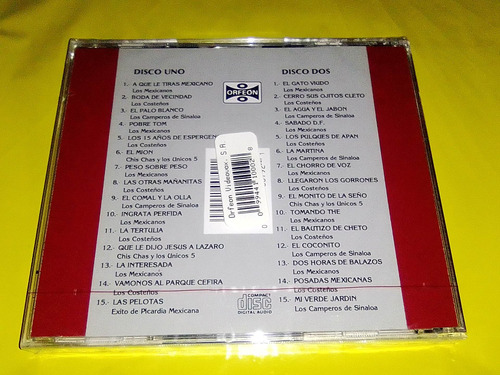 DISCO UNO
1.- A QUE LE TIRAS MEXICANO
Los Mexicanos
2.- BODA DE VECINDAD
Los Costeños
3.- EL PALO BLANCO
Los Camperos de Sinaloa
4.- POBRE TOM
Los Mexicanos
5.- LOS 15 AÑOS DE ESPERGEN
Los Costeños
6.- EL MION
Chis Chas y los Unicos 5
7.- PESO SOBRE PESO
Los Mexicanos
8.- LAS OTRAS MAÑANITAS
Los Costeños
9.- EL COMAL Y LA OLLA
Los Camperos de Sinaloa
10.- INGRATA PERFIDA
Los Mexicanos
11.- LA TERTULIA
Los Costeños
12.- QUE LE DIJO JESUS A LAZARO
Chis Chas y los Unicos 5
13.- LA INTERESADA
Los Mexicanos
14.- VAMONOS AL PARQUE CEFIRA
Los Costeños
15.- LAS PELOTAS
Exito de Picardia Mexicana
ORFEON
Orfeon Videovox, S.A.
COMPACT
disc
DIGITAL AUDIO
DISCO DOS
1.- EL GATO VIUDO
Los Mexicanos
2.- CERRO SUS OJITOS CLETO
Los Costeños
3.- EL AGUA Y EL JABON
Los Camperos de Sinaloa
4.- SABADO D.F.
Los Mexicanos
5.- LOS PULQUES DE APAN
Los Costeños
6.- LA MARTINA
Los Camperos de Sinaloa
7.- EL CHORRO DE VOZ
Los Mexicanos
8.- LLEGARON LOS GORRONES
Los Costeños
9.- EL MONITO DE LA SEÑO
Chis Chas y los Unicos 5
10.- TOMANDO THE
Los Mexicanos
11.- EL BAUTIZO DE CHETO
Los Costeños
12.- EL COCONITO
Los Camperos de Sinaloa
13.- DOS HORAS DE BALAZOS
Los Mexicanos
14.- POSADAS MEXICANAS
Los Costeños
15.- MI VERDE JARDIN
Los Camperos de Sinaloa